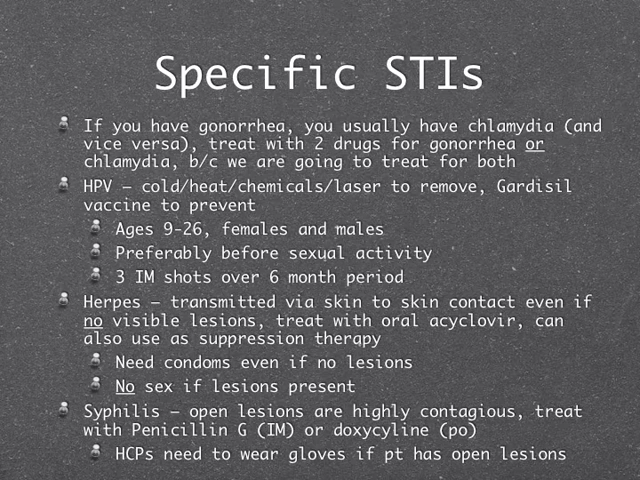 Specific STIs
If you have gonorrhea, you usually have chlamydia (and
vice versa), treat with 2 drugs for gonorrhea or
chlamydia, b/c we are going to treat for both
HPV – cold/heat/chemicals/laser to remove, Gardisil
vaccine to prevent
Ages 9-26, females and males
Preferably before sexual activity
3 IM shots over 6 month period
Herpes – transmitted via skin to skin contact even if
no visible lesions, treat with oral acyclovir, can
also use as suppression therapy
Need condoms even if no lesions
No sex if lesions present
Syphilis – open lesions are highly contagious, treat
with Penicillin G (IM) or doxycyline (po)
HCPs need to wear gloves if pt has open lesions